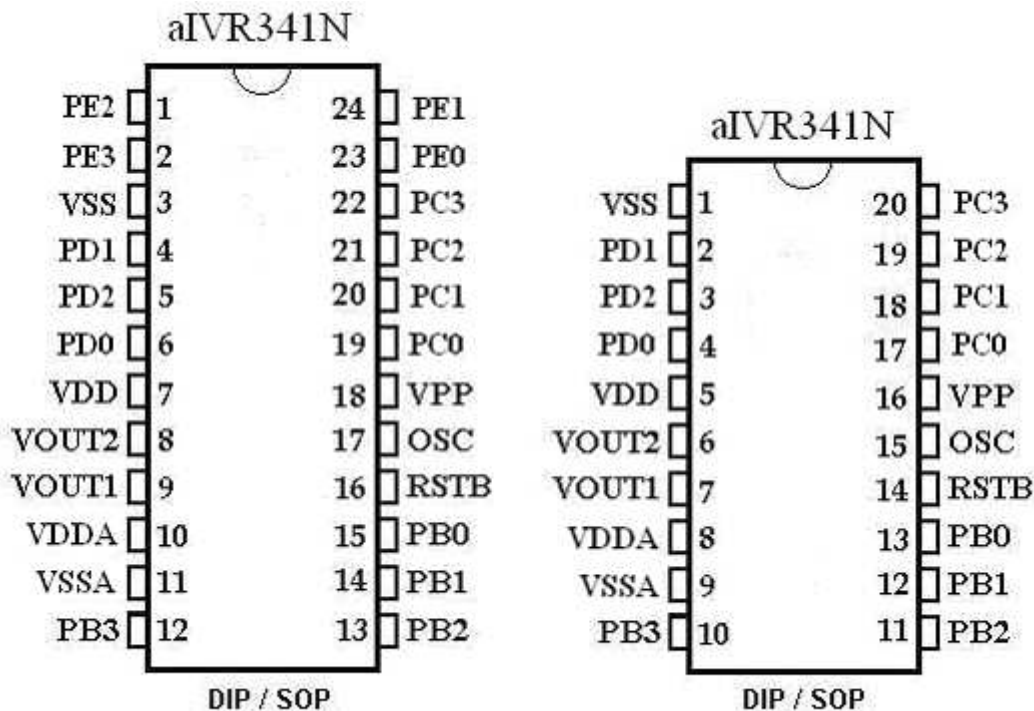 aIVR341N
PE2 1 24 PE1
PE3 2 23 PE0
VSS 3 22 PC3
PD1 4 21 PC2
PD2 5 20 PC1
PD0 6 19 PC0
VDD 7 18 VPP
VOUT2 8 17 OSC
VOUT1 9 16 RSTB
VDDA 10 15 PB0
VSSA 11 14 PB1
PB3 12 13 PB2
DIP / SOP
aIVR341N
VSS 1 20 PC3
PD1 2 19 PC2
PD2 3 18 PC1
PD0 4 17 PC0
VDD 5 16 VPP
VOUT2 6 15 OSC
VOUT1 7 14 RSTB
VDDA 8 13 PB0
VSSA 9 12 PB1
PB3 10 11 PB2
DIP / SOP